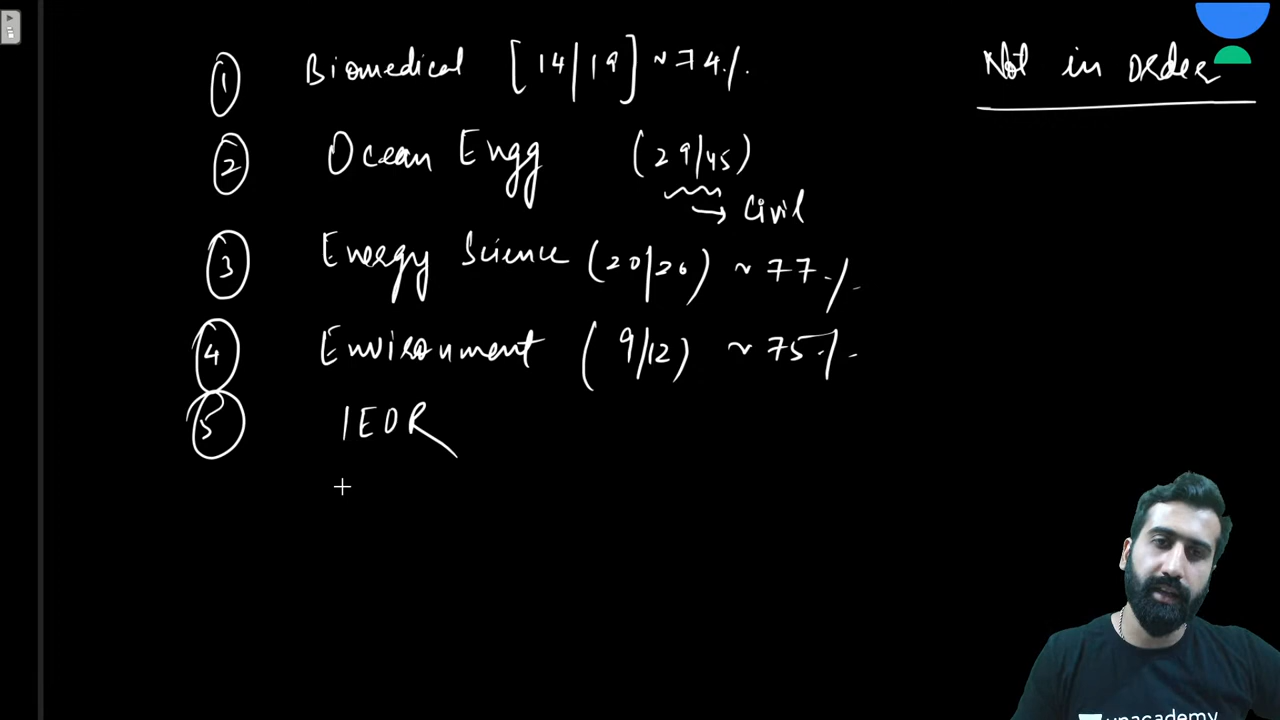 ① Biomedical [14/19] ~74%. Not in order
② Ocean Engg (29/45)
→ Civil
③ Energy Science (20/26) ~77%.
④ Environment (9/12) ~75%.
⑤ IEOR
unacademy